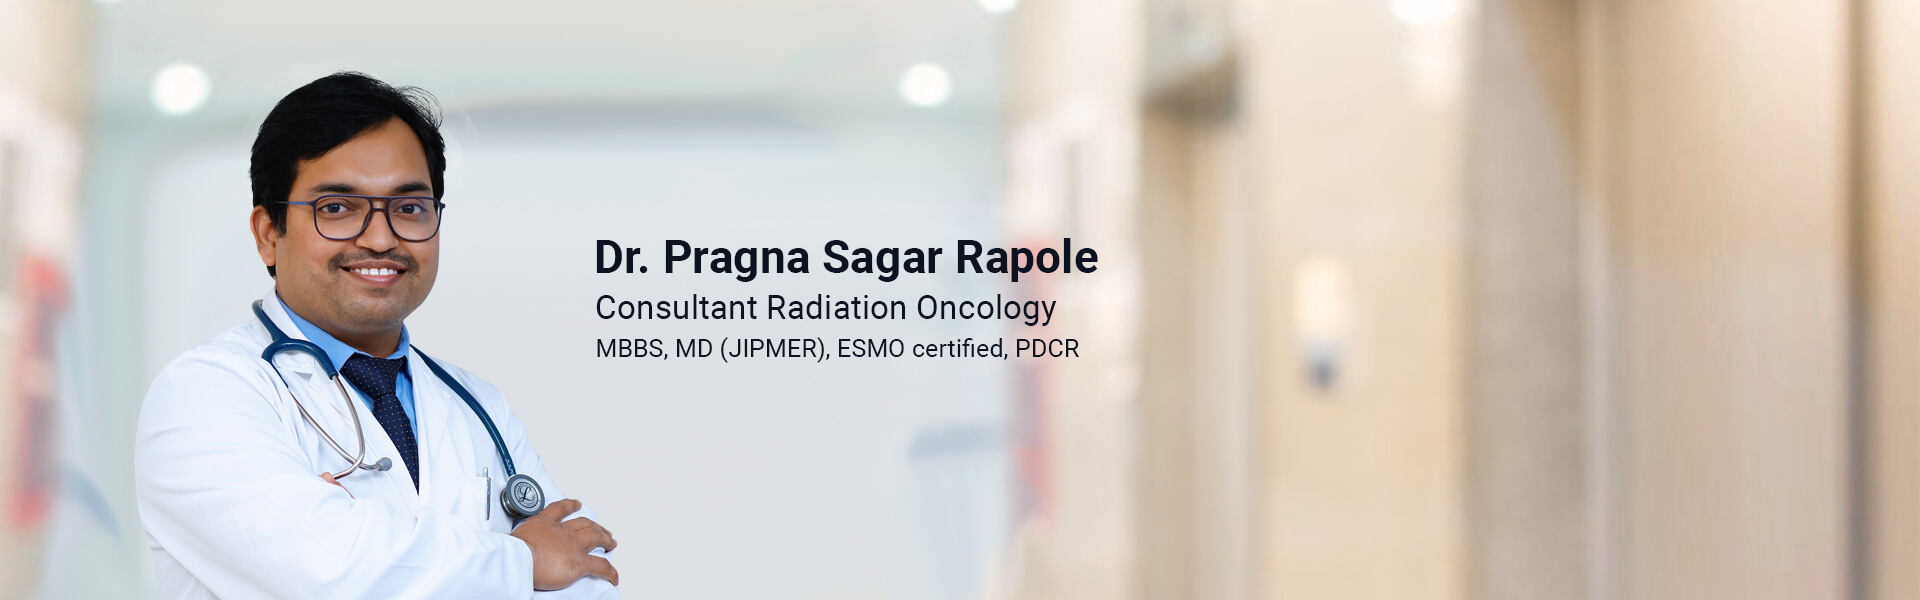 Dr. Pragna Sagar Rapole
Consultant Radiation Oncology
MBBS, MD (JIPMER), ESMO certified, PDCR